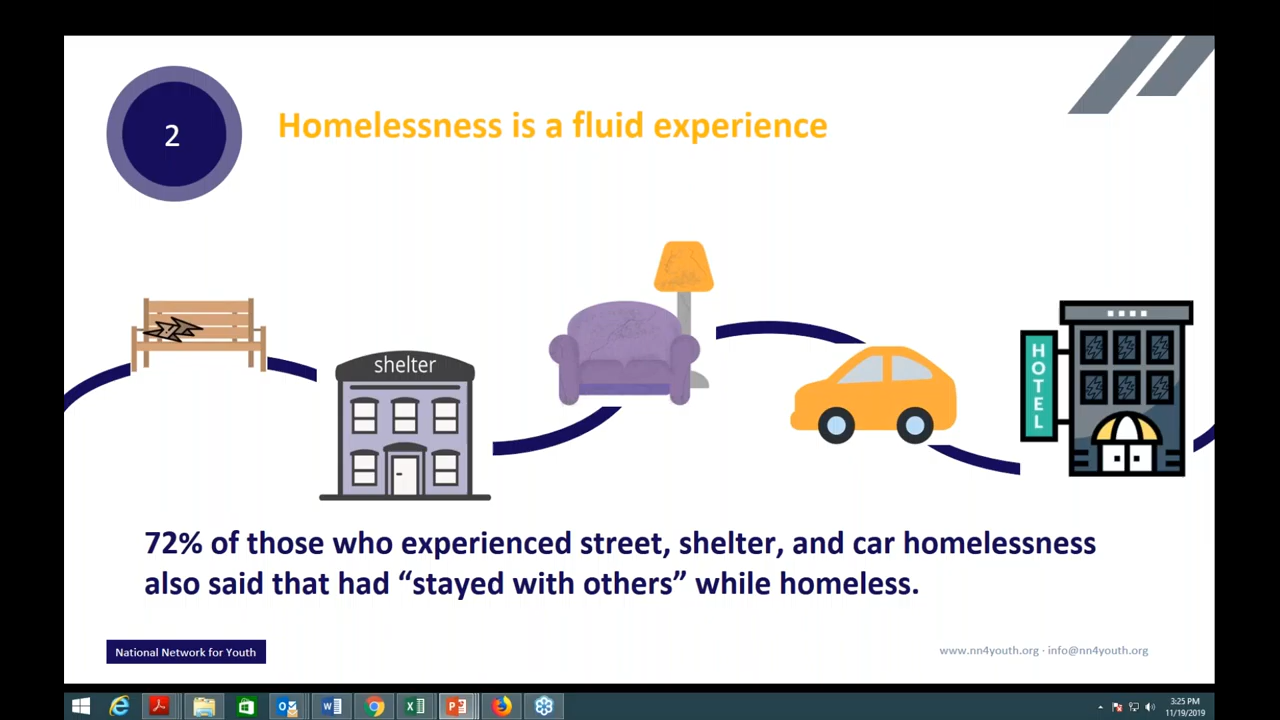 2
Homelessness is a fluid experience
shelter
HOTEL
72% of those who experienced street, shelter, and car homelessness
also said that had “stayed with others” while homeless.
National Network for Youth
www.nn4youth.org · info@nn4youth.org
3:25 PM
11/19/2019